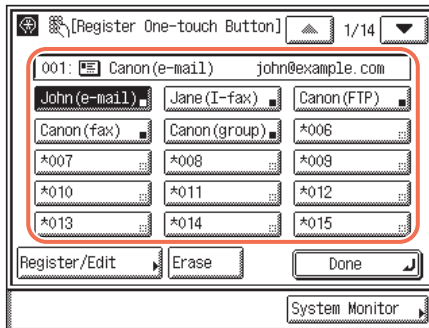 [Register One-touch Button] 1/14
001: Canon(e-mail) john@example.com
John(e-mail) Jane(I-fax) Canon(FTP)
Canon(fax) Canon(group) *006
*007 *008 *009
*010 *011 *012
*013 *014 *015
Register/Edit Erase Done
System Monitor